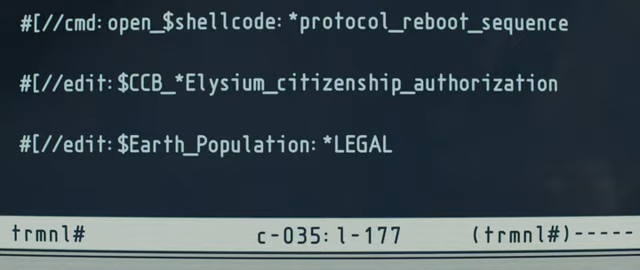 #[//cmd: open_$shellcode: *protocol_reboot_sequence
#[//edit: $CCB_*Elysium_citizenship_authorization
#[//edit: $Earth_Population: *LEGAL
trmnl# c-035: l-177 (trmnl#)-----